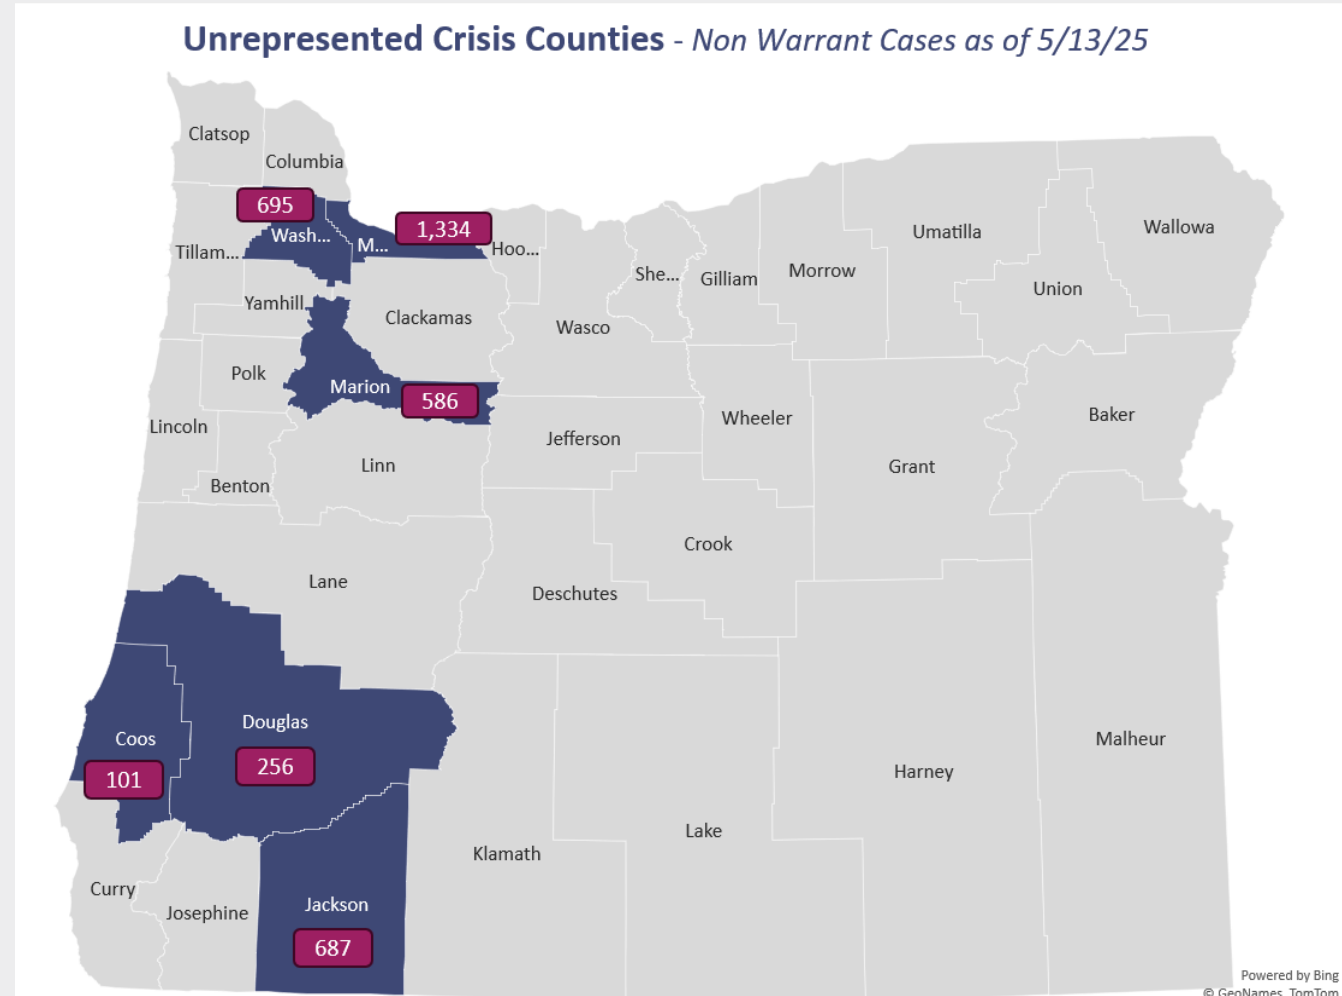 Unrepresented Crisis Counties - Non Warrant Cases as of 5/13/25
Clatsop
Columbia
695
1,334
Wash...
M...
Tillam...
Hoo...
She...
Gilliam
Morrow
Umatilla
Wallowa
Union
Yamhill
Clackamas
Wasco
Polk
Marion
586
Lincoln
Linn
Benton
Jefferson
Wheeler
Grant
Baker
Lane
Deschutes
Crook
Coos
101
Douglas
256
Malheur
Harney
Lake
Klamath
Curry
Josephine
Jackson
687
Powered by Bing
© GeoNames, TomTom